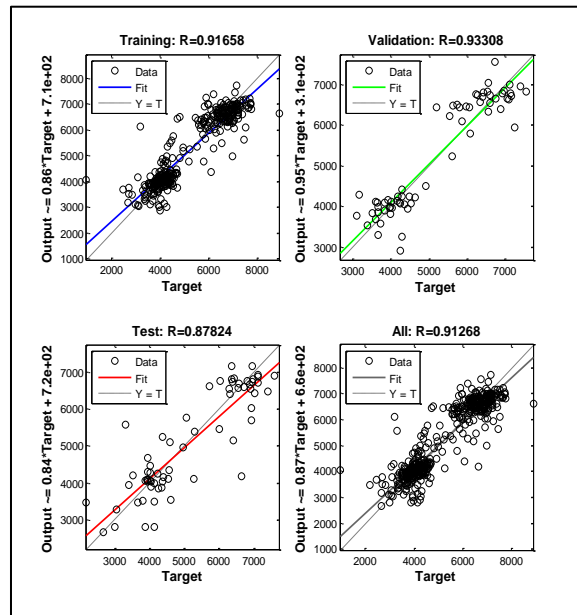 Training: R=0.91658
Output ~= 0.86*Target + 7.1e+02
8000
7000
6000
5000
4000
3000
2000
1000
Data
Fit
Y = T
2000 4000 6000 8000
Target
Validation: R=0.93308
Output ~= 0.95*Target + 3.1e+02
7000
6000
5000
4000
3000
Data
Fit
Y = T
3000 4000 5000 6000 7000
Target
Test: R=0.87824
Output ~= 0.84*Target + 7.2e+02
7000
6000
5000
4000
3000
Data
Fit
Y = T
3000 4000 5000 6000 7000
Target
All: R=0.91268
Output ~= 0.87*Target + 6.6e+02
8000
7000
6000
5000
4000
3000
2000
1000
Data
Fit
Y = T
2000 4000 6000 8000
Target